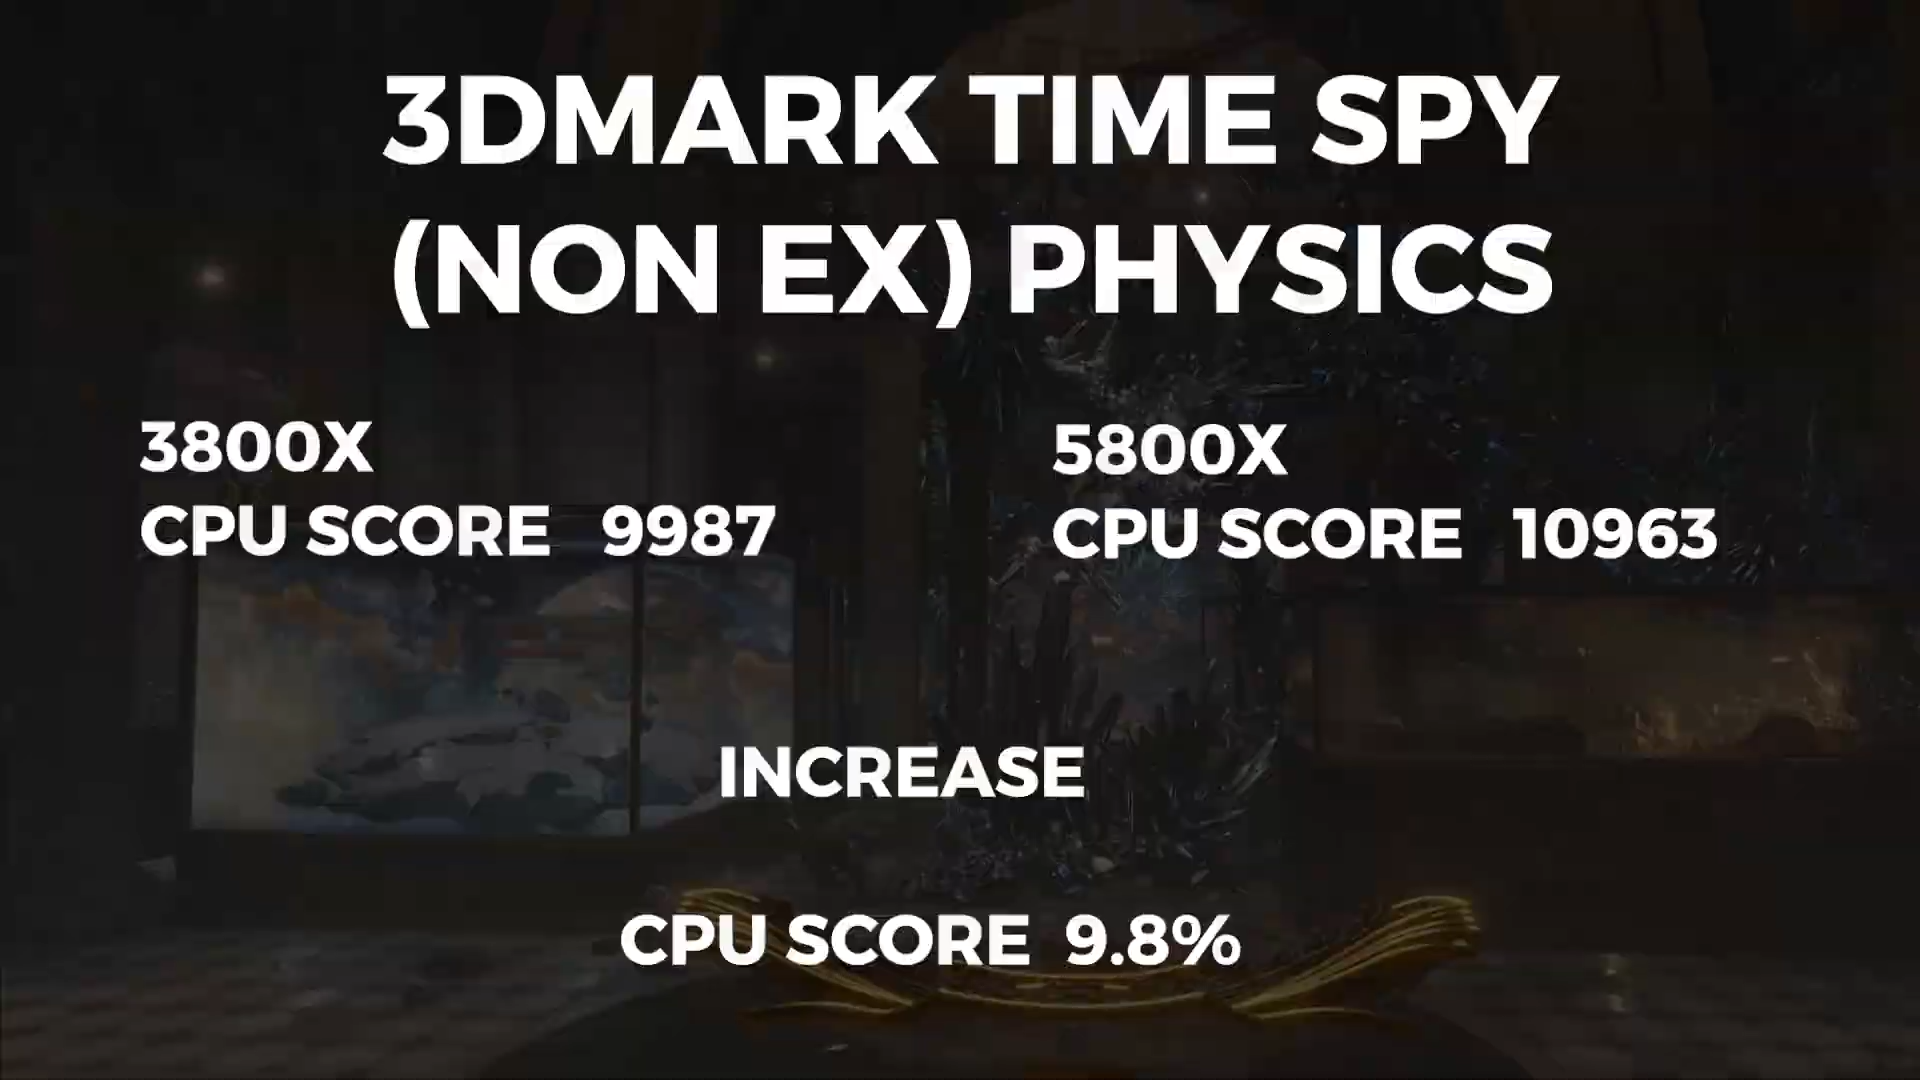 3DMARK TIME SPY
(NON EX) PHYSICS
3800X
CPU SCORE 9987
5800X
CPU SCORE 10963
INCREASE
CPU SCORE 9.8%